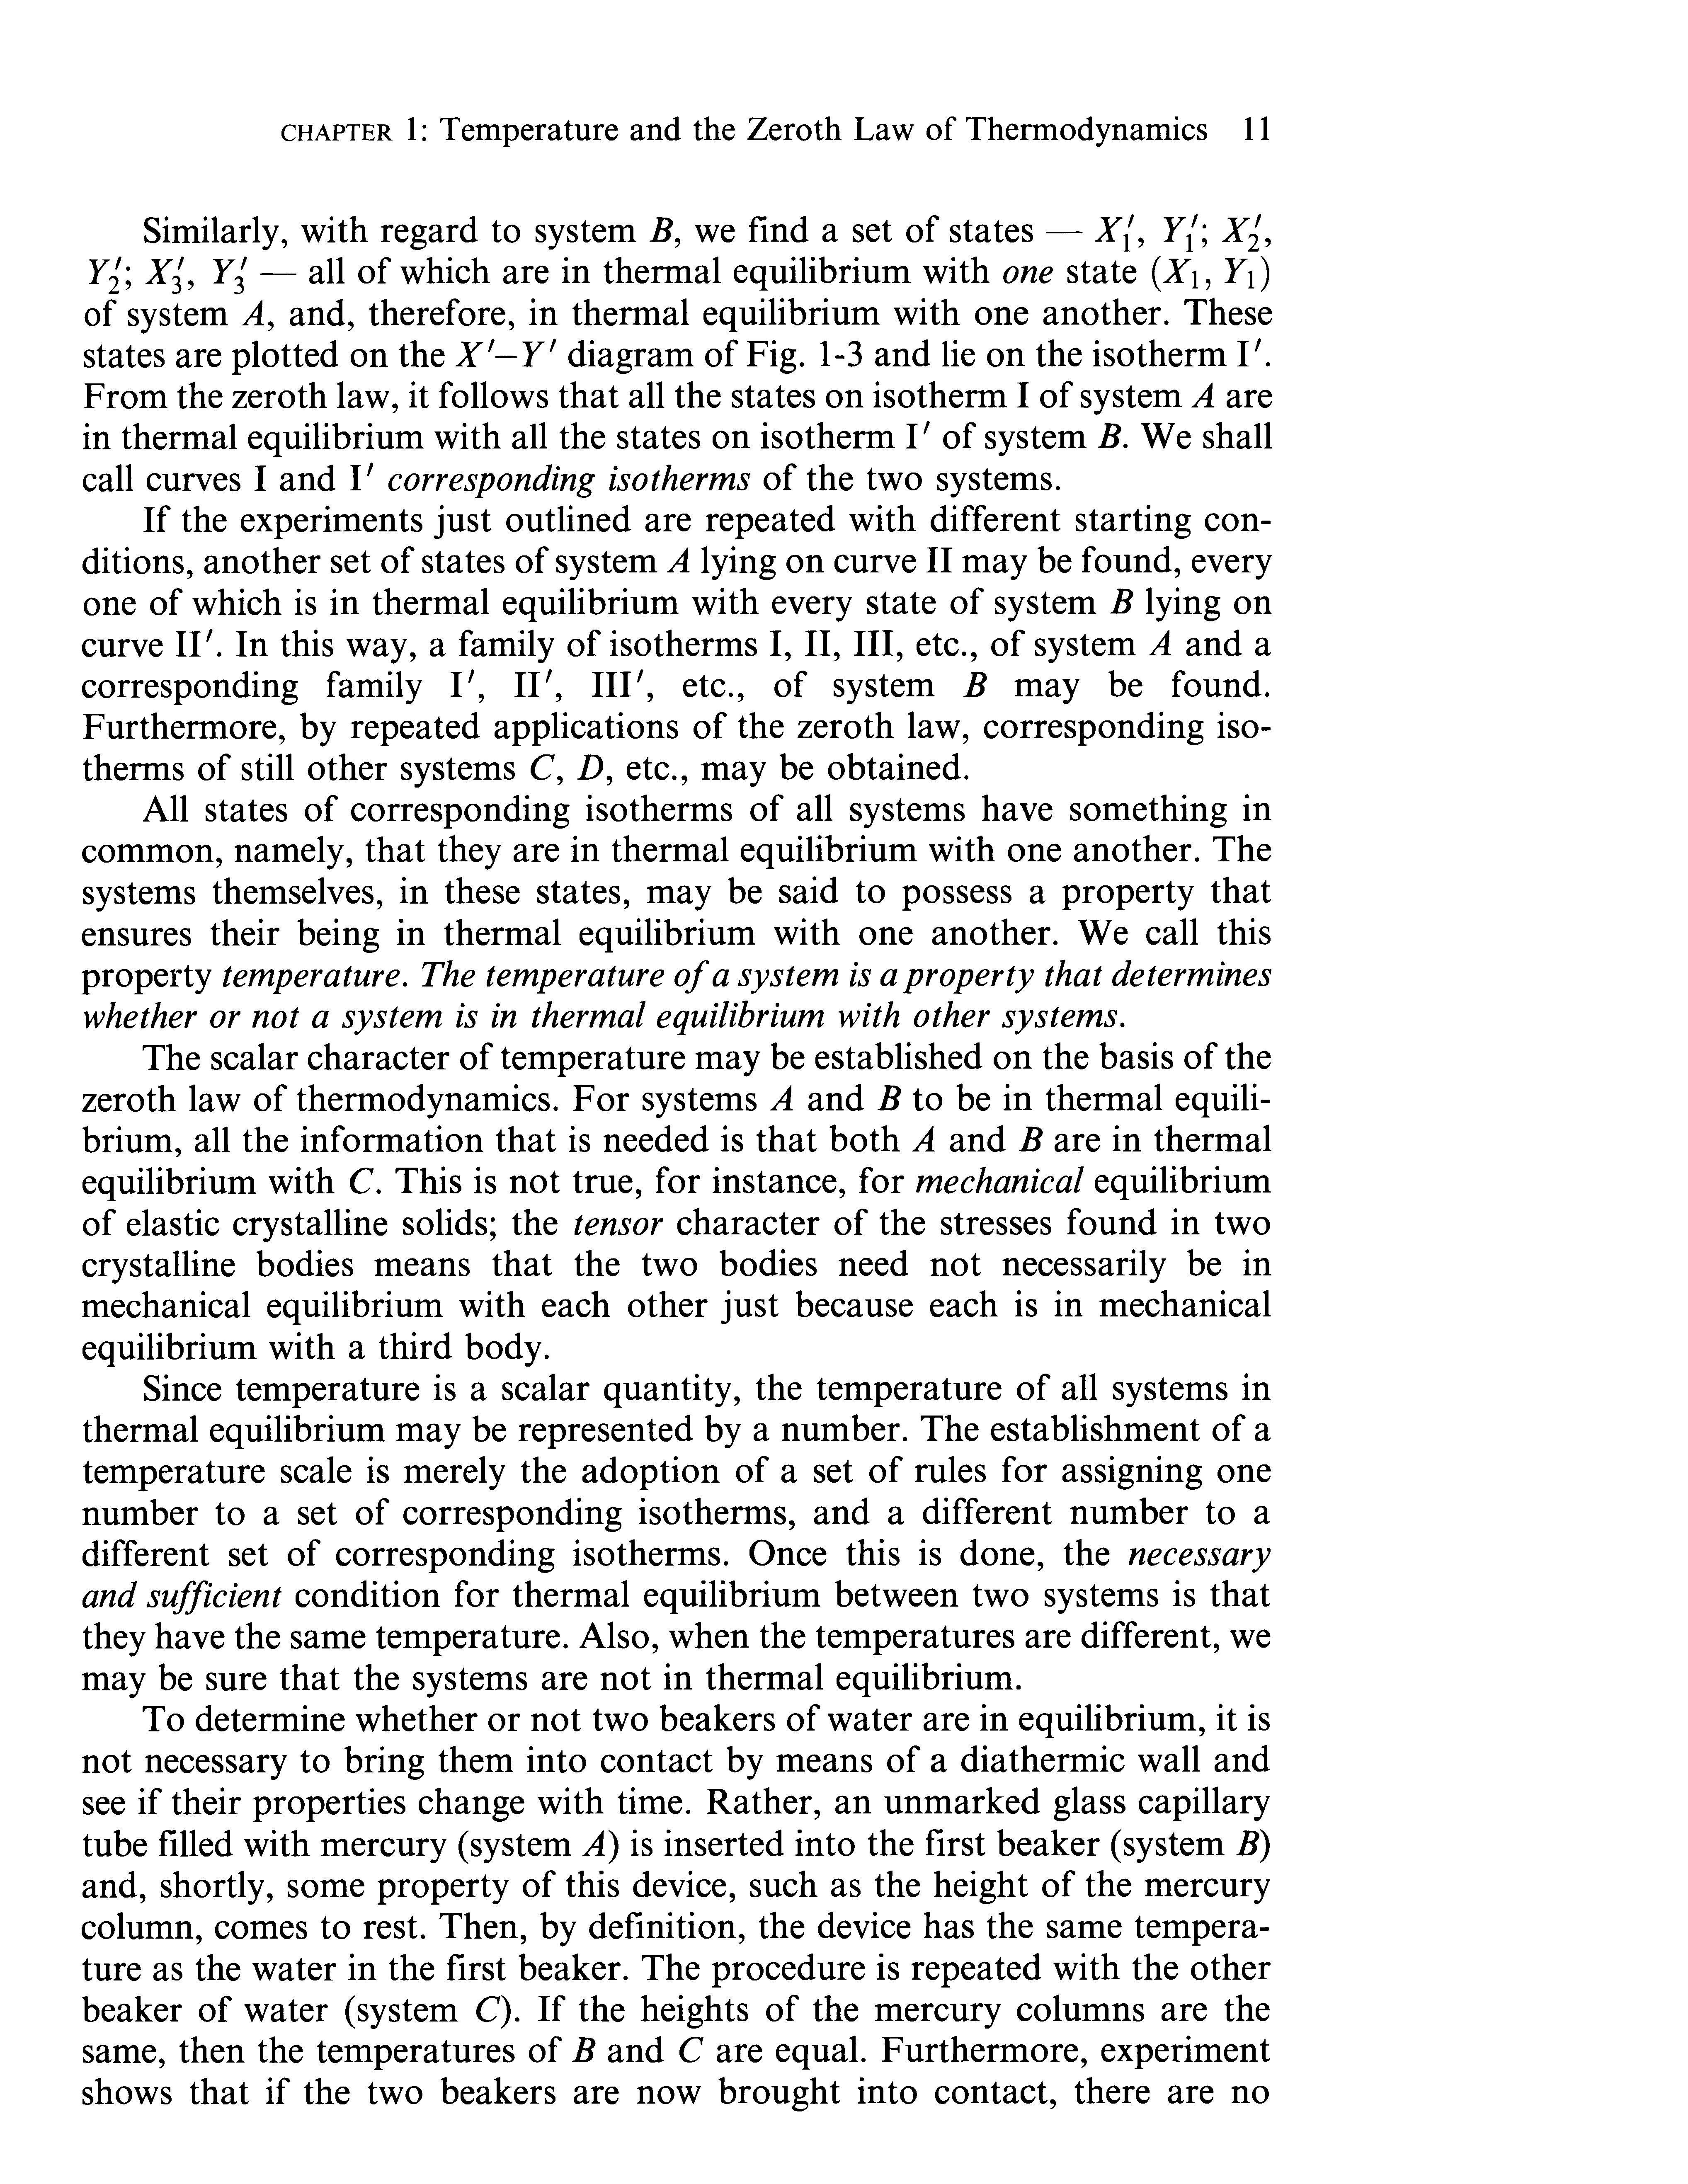 CHAPTER 1: Temperature and the Zeroth Law of Thermodynamics 11
Similarly, with regard to system B, we find a set of states — X₁′, Y₁′; X₂′,
Y₂′; X₃′, Y₃′ — all of which are in thermal equilibrium with one state (X₁, Y₁)
of system A, and, therefore, in thermal equilibrium with one another. These
states are plotted on the X′–Y′ diagram of Fig. 1-3 and lie on the isotherm I′.
From the zeroth law, it follows that all the states on isotherm I of system A are
in thermal equilibrium with all the states on isotherm I′ of system B. We shall
call curves I and I′ corresponding isotherms of the two systems.
If the experiments just outlined are repeated with different starting con-
ditions, another set of states of system A lying on curve II may be found, every
one of which is in thermal equilibrium with every state of system B lying on
curve II′. In this way, a family of isotherms I, II, III, etc., of system A and a
corresponding family I′, II′, III′, etc., of system B may be found.
Furthermore, by repeated applications of the zeroth law, corresponding iso-
therms of still other systems C, D, etc., may be obtained.
All states of corresponding isotherms of all systems have something in
common, namely, that they are in thermal equilibrium with one another. The
systems themselves, in these states, may be said to possess a property that
ensures their being in thermal equilibrium with one another. We call this
property temperature. The temperature of a system is a property that determines
whether or not a system is in thermal equilibrium with other systems.
The scalar character of temperature may be established on the basis of the
zeroth law of thermodynamics. For systems A and B to be in thermal equili-
brium, all the information that is needed is that both A and B are in thermal
equilibrium with C. This is not true, for instance, for mechanical equilibrium
of elastic crystalline solids; the tensor character of the stresses found in two
crystalline bodies means that the two bodies need not necessarily be in
mechanical equilibrium with each other just because each is in mechanical
equilibrium with a third body.
Since temperature is a scalar quantity, the temperature of all systems in
thermal equilibrium may be represented by a number. The establishment of a
temperature scale is merely the adoption of a set of rules for assigning one
number to a set of corresponding isotherms, and a different number to a
different set of corresponding isotherms. Once this is done, the necessary
and sufficient condition for thermal equilibrium between two systems is that
they have the same temperature. Also, when the temperatures are different, we
may be sure that the systems are not in thermal equilibrium.
To determine whether or not two beakers of water are in equilibrium, it is
not necessary to bring them into contact by means of a diathermic wall and
see if their properties change with time. Rather, an unmarked glass capillary
tube filled with mercury (system A) is inserted into the first beaker (system B)
and, shortly, some property of this device, such as the height of the mercury
column, comes to rest. Then, by definition, the device has the same tempera-
ture as the water in the first beaker. The procedure is repeated with the other
beaker of water (system C). If the heights of the mercury columns are the
same, then the temperatures of B and C are equal. Furthermore, experiment
shows that if the two beakers are now brought into contact, there are no